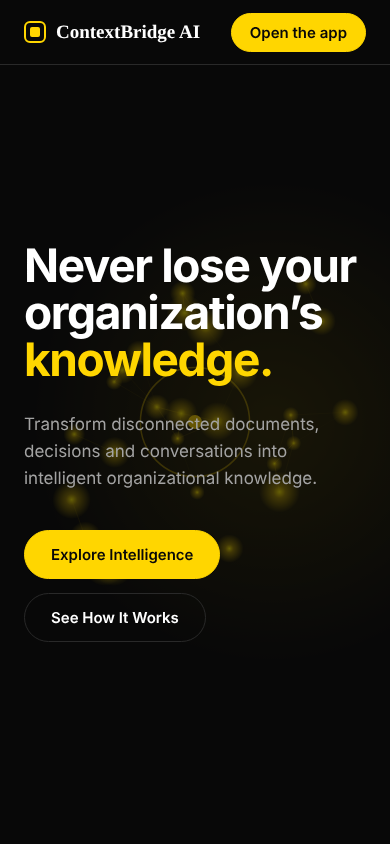 ContextBridge AI
Open the app
Never lose your
organization’s
knowledge.
Transform disconnected documents,
decisions and conversations into
intelligent organizational knowledge.
Explore Intelligence
See How It Works